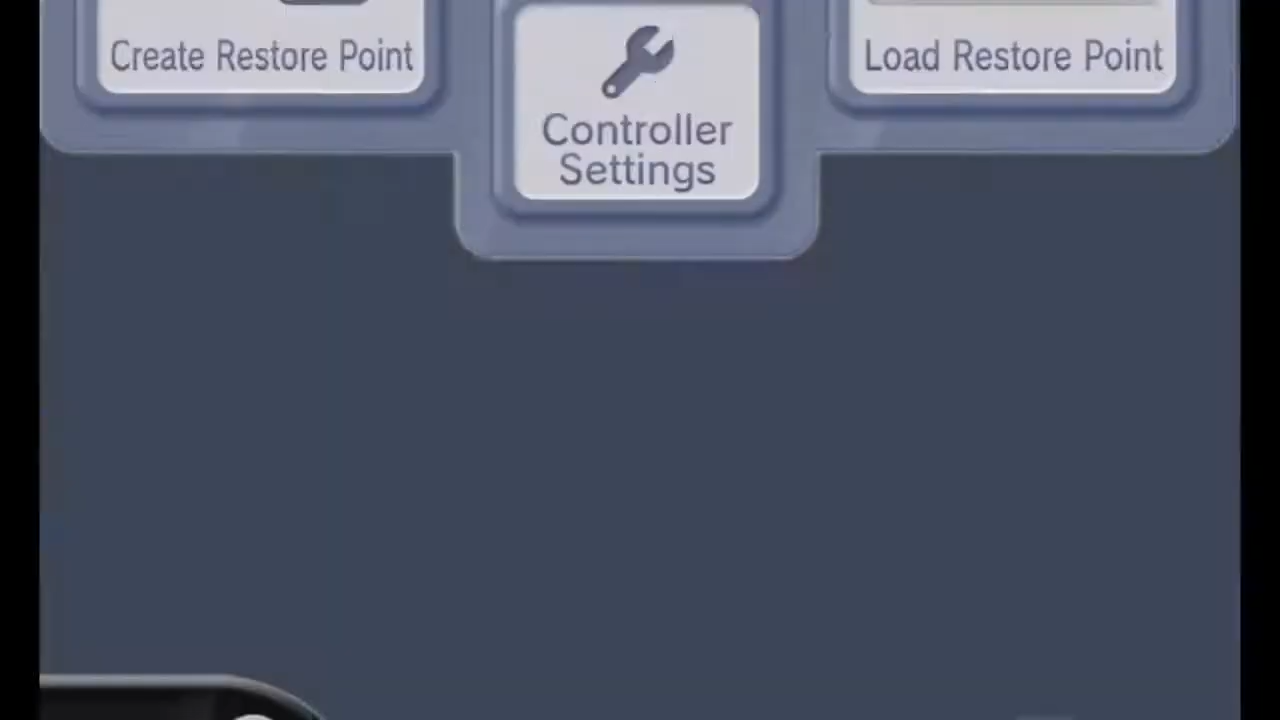 Create Restore Point
Controller
Settings
Load Restore Point